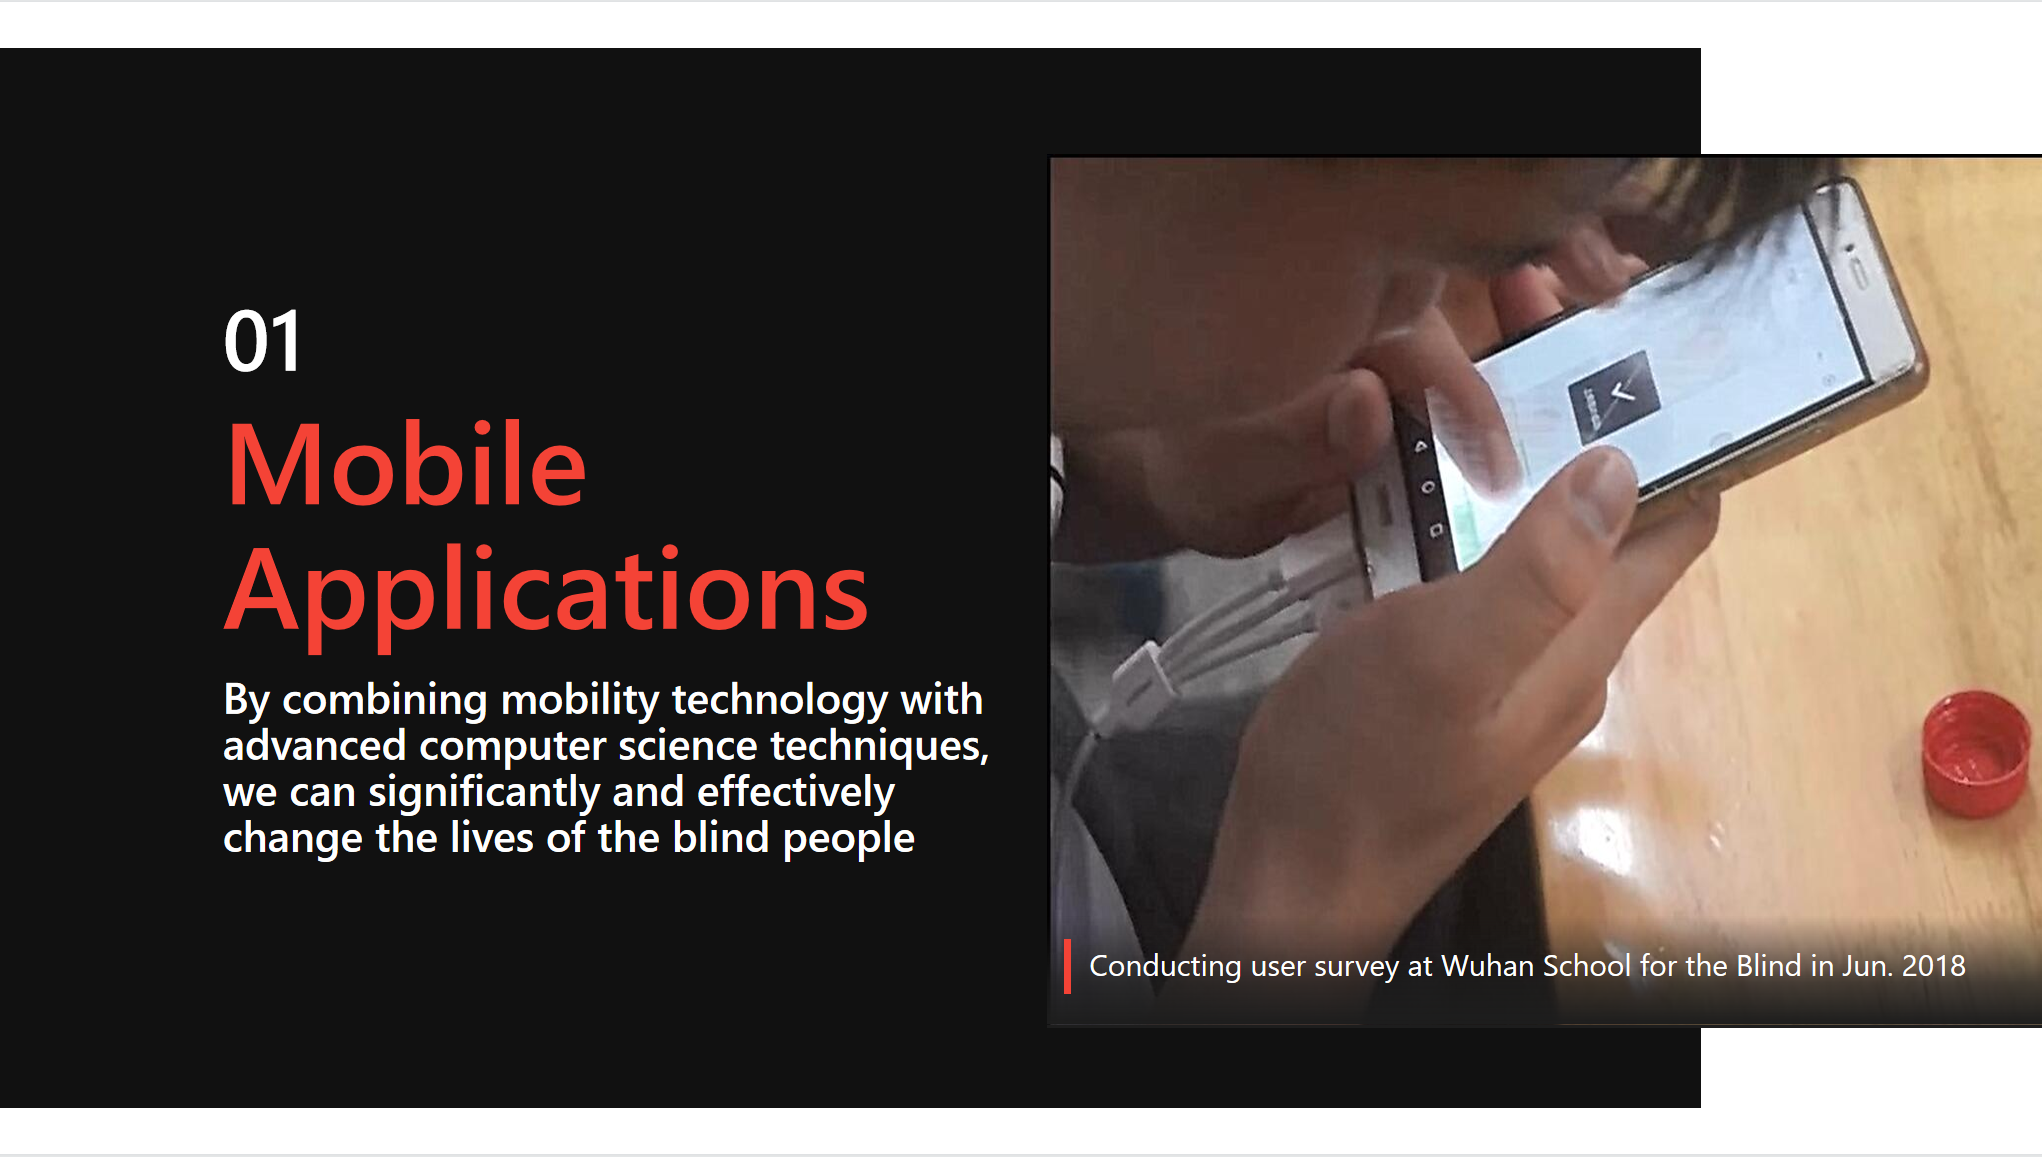 01
Mobile
Applications
By combining mobility technology with
advanced computer science techniques,
we can significantly and effectively
change the lives of the blind people
Conducting user survey at Wuhan School for the Blind in Jun. 2018